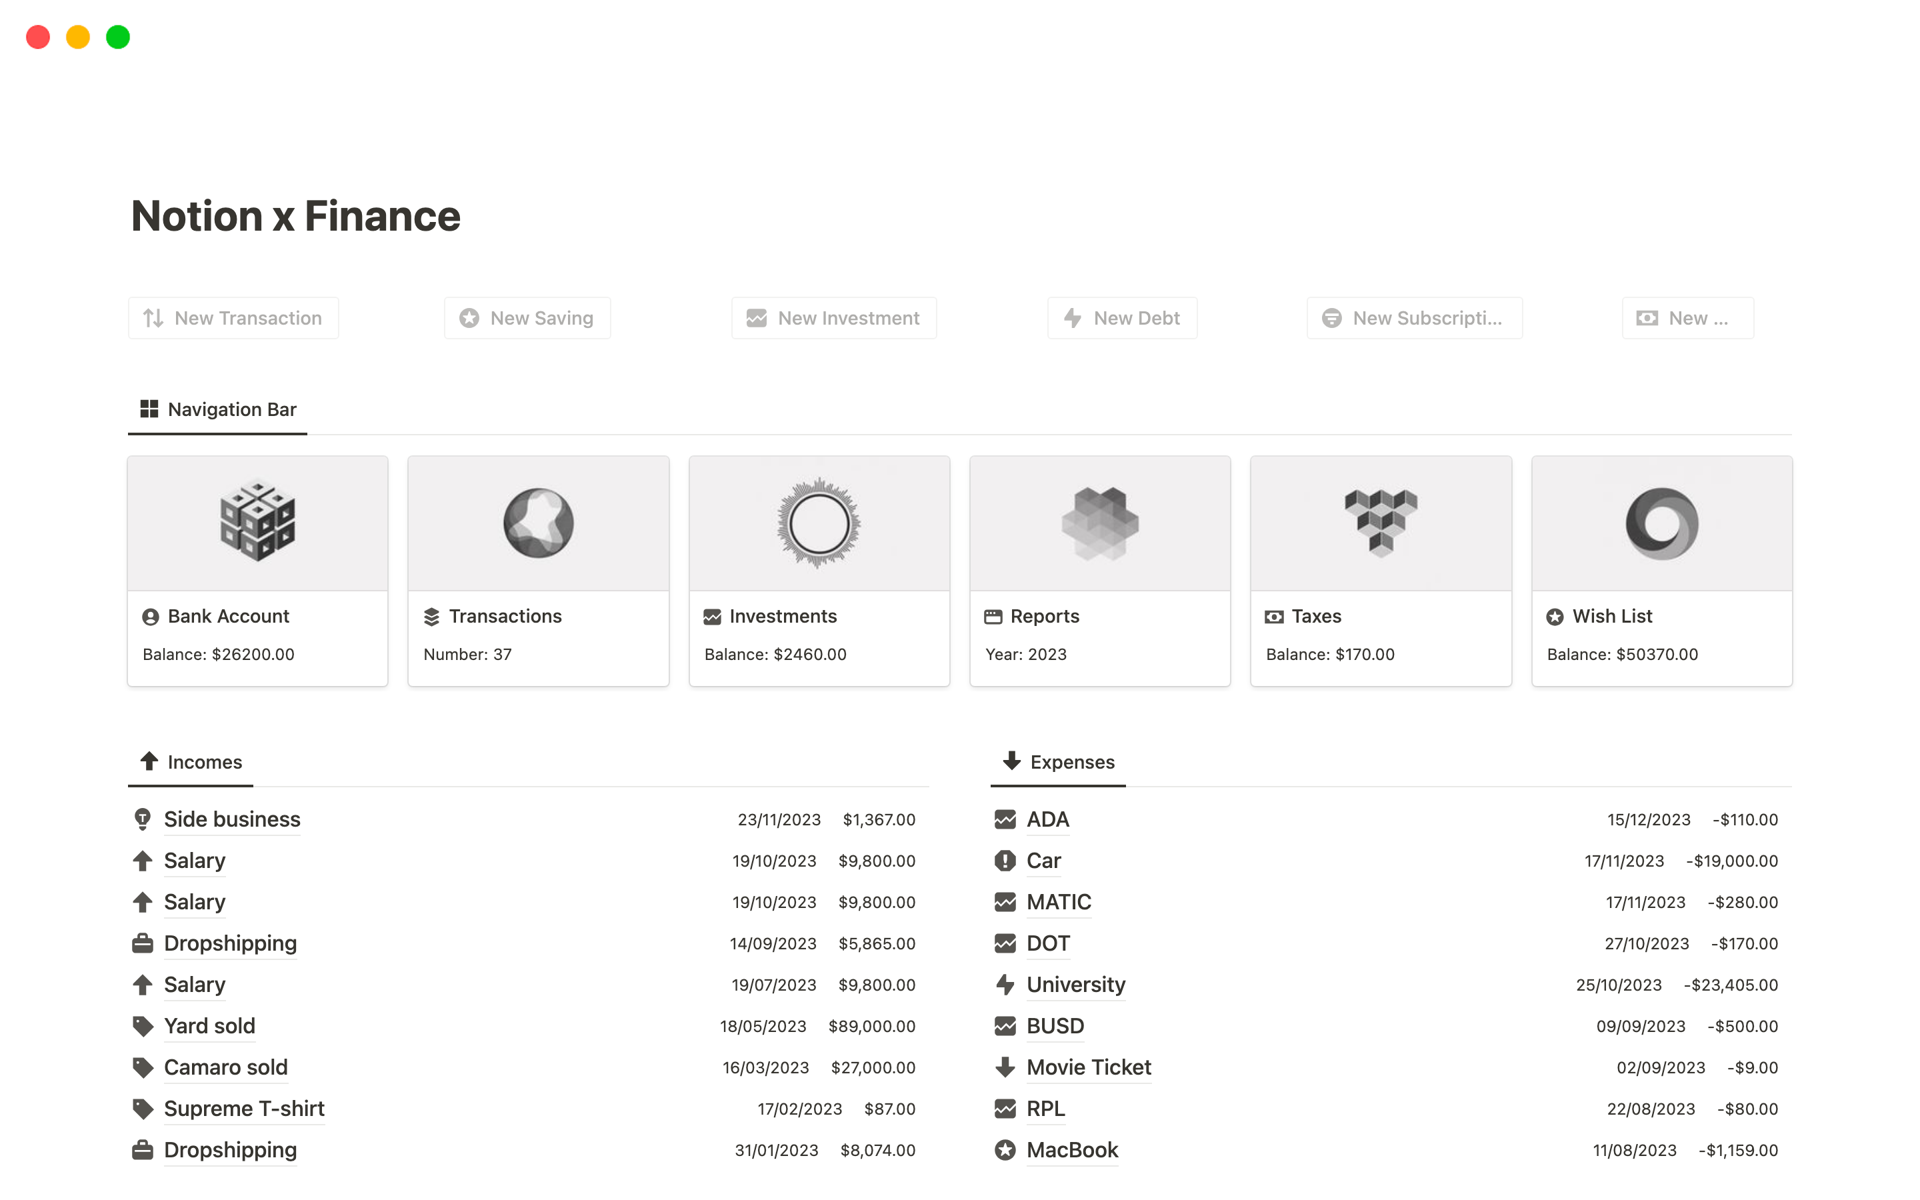 Notion x Finance
New Transaction
New Saving
New Investment
New Debt
New Subscripti...
New ...
Navigation Bar
Bank Account
Balance: $26200.00
Transactions
Number: 37
Investments
Balance: $2460.00
Reports
Year: 2023
Taxes
Balance: $170.00
Wish List
Balance: $50370.00
Incomes
Side business 23/11/2023 $1,367.00
Salary 19/10/2023 $9,800.00
Salary 19/10/2023 $9,800.00
Dropshipping 14/09/2023 $5,865.00
Salary 19/07/2023 $9,800.00
Yard sold 18/05/2023 $89,000.00
Camaro sold 16/03/2023 $27,000.00
Supreme T-shirt 17/02/2023 $87.00
Dropshipping 31/01/2023 $8,074.00
Expenses
ADA 15/12/2023 -$110.00
Car 17/11/2023 -$19,000.00
MATIC 17/11/2023 -$280.00
DOT 27/10/2023 -$170.00
University 25/10/2023 -$23,405.00
BUSD 09/09/2023 -$500.00
Movie Ticket 02/09/2023 -$9.00
RPL 22/08/2023 -$80.00
MacBook 11/08/2023 -$1,159.00